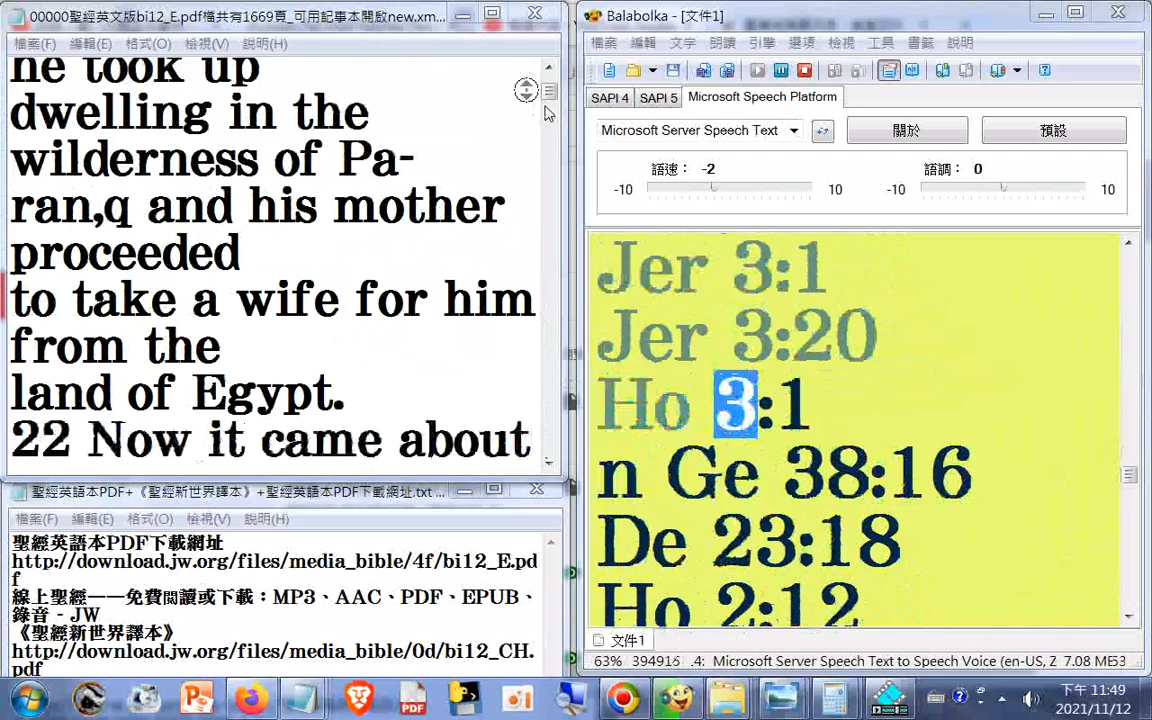 00000聖經英文版bi12_E.pdf檔共有1669頁_可用記事本開啟new.xm...
檔案(F) 編輯(E) 格式(O) 檢視(V) 說明(H)
he took up
dwelling in the
wilderness of Pa-
ran,q and his mother
proceeded
to take a wife for him
from the
land of Egypt.
22 Now it came about
聖經英語本PDF+《聖經新世界譯本》+聖經英語本PDF下載網址.txt ...
檔案(F) 編輯(E) 格式(O) 檢視(V) 說明(H)
聖經英語本PDF下載網址
http://download.jw.org/files/media_bible/4f/bi12_E.pd
f
線上聖經——免費閱讀或下載：MP3、AAC、PDF、EPUB、
錄音 - JW
《聖經新世界譯本》
http://download.jw.org/files/media_bible/0d/bi12_CH.
pdf
Balabolka - [文件1]
檔案 編輯 文字 朗讀 引擎 選項 檢視 工具 書籤 說明
SAPI 4 SAPI 5 Microsoft Speech Platform
Microsoft Server Speech Text 關於 預設
語速： -2 語調： 0
-10 10 -10 10
Jer 3:1
Jer 3:20
Ho 3:1
n Ge 38:16
De 23:18
Ho 2:12
文件1
63% 394916 .4: Microsoft Server Speech Text to Speech Voice (en-US, Z 7.08 ME53
下午 11:49
2021/11/12